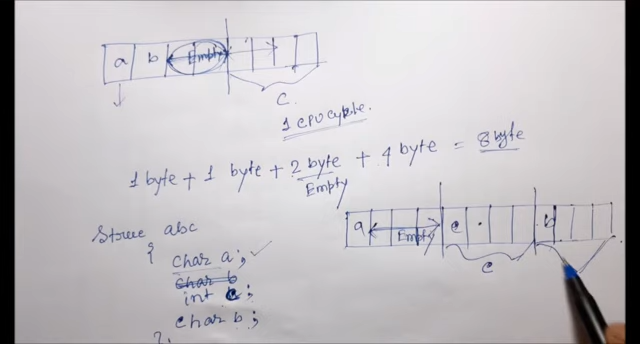 a b Empty
C
1 CPU Cycle.
1 byte + 1 byte + 2 byte + 4 byte = 8 byte
Empty
a Empty c b
c
Struc abc
{
char a;
char b
int c;
char b;
}.